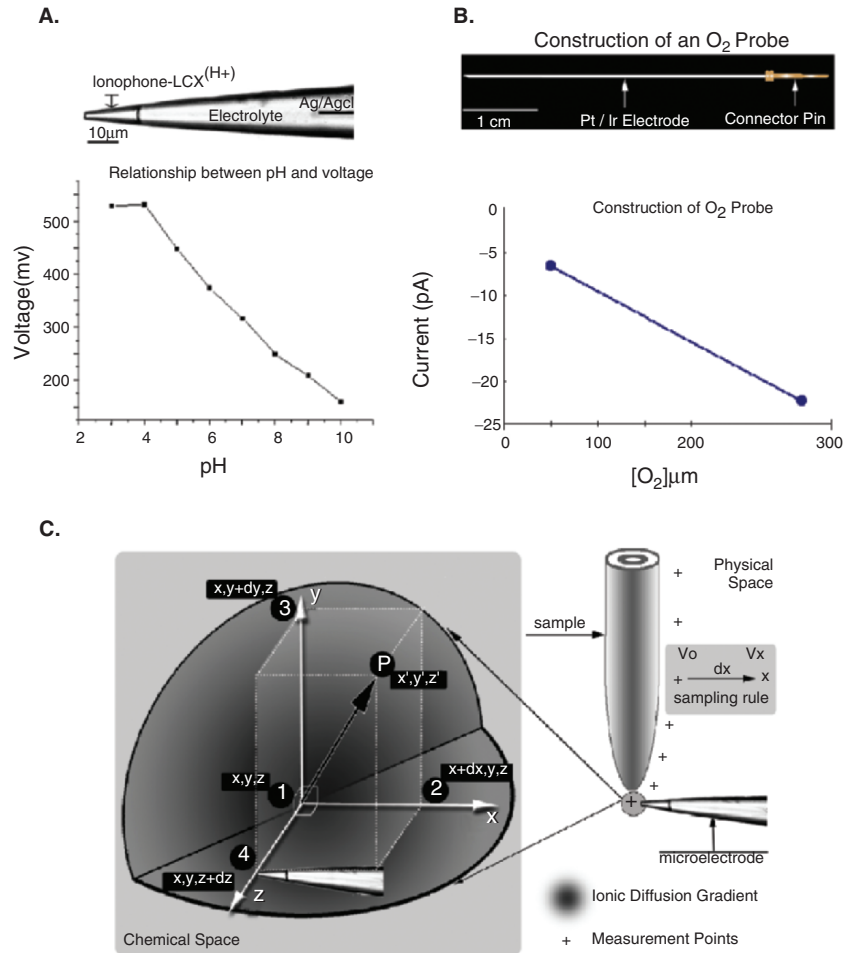 A.
Ionophone-LCX(H+)
Ag/Agcl
Electrolyte
10μm
Relationship between pH and voltage
Voltage(mv)
500
400
300
200
2 4 6 8 10
pH
B.
Construction of an O2 Probe
1 cm
Pt / Ir Electrode
Connector Pin
Construction of O2 Probe
Current (pA)
0
–5
–10
–15
–20
–25
0 100 200 300
[O2]μm
C.
x,y+dy,z
3
y
P
x',y',z'
x,y,z
1
x+dx,y,z
2
x
4
x,y,z+dz
z
Chemical Space
Physical
Space
sample
Vo Vx
dx
+ x
sampling rule
microelectrode
Ionic Diffusion Gradient
+ Measurement Points